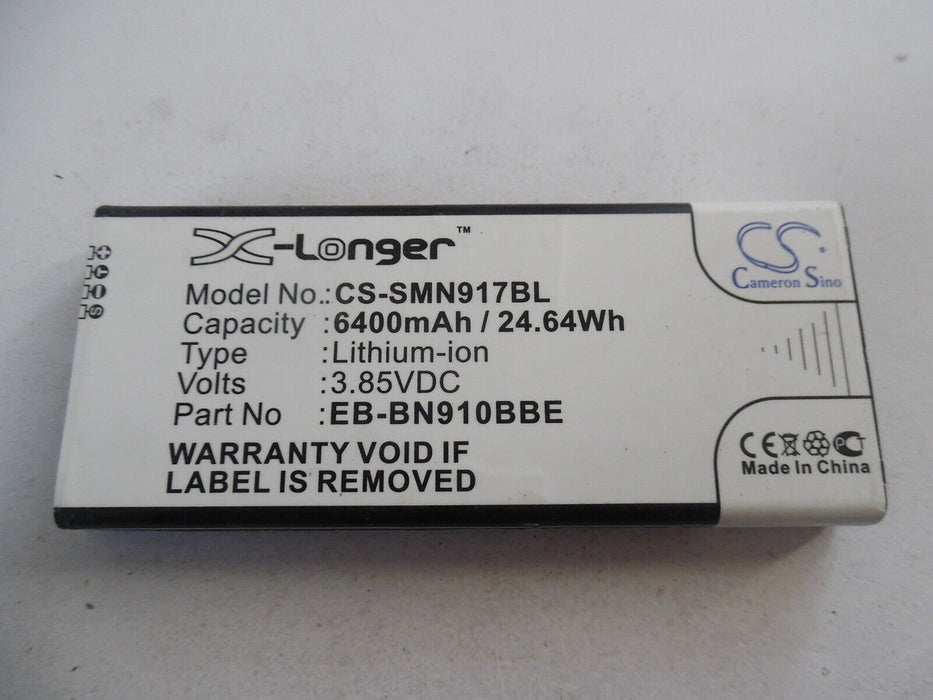 X-Longer™
Model No.:CS-SMN917BL
Capacity :6400mAh / 24.64Wh
Type :Lithium-ion
Volts :3.85VDC
Part No :EB-BN910BBE
WARRANTY VOID IF
LABEL IS REMOVED
CS
Cameron Sino
CE
Made In China